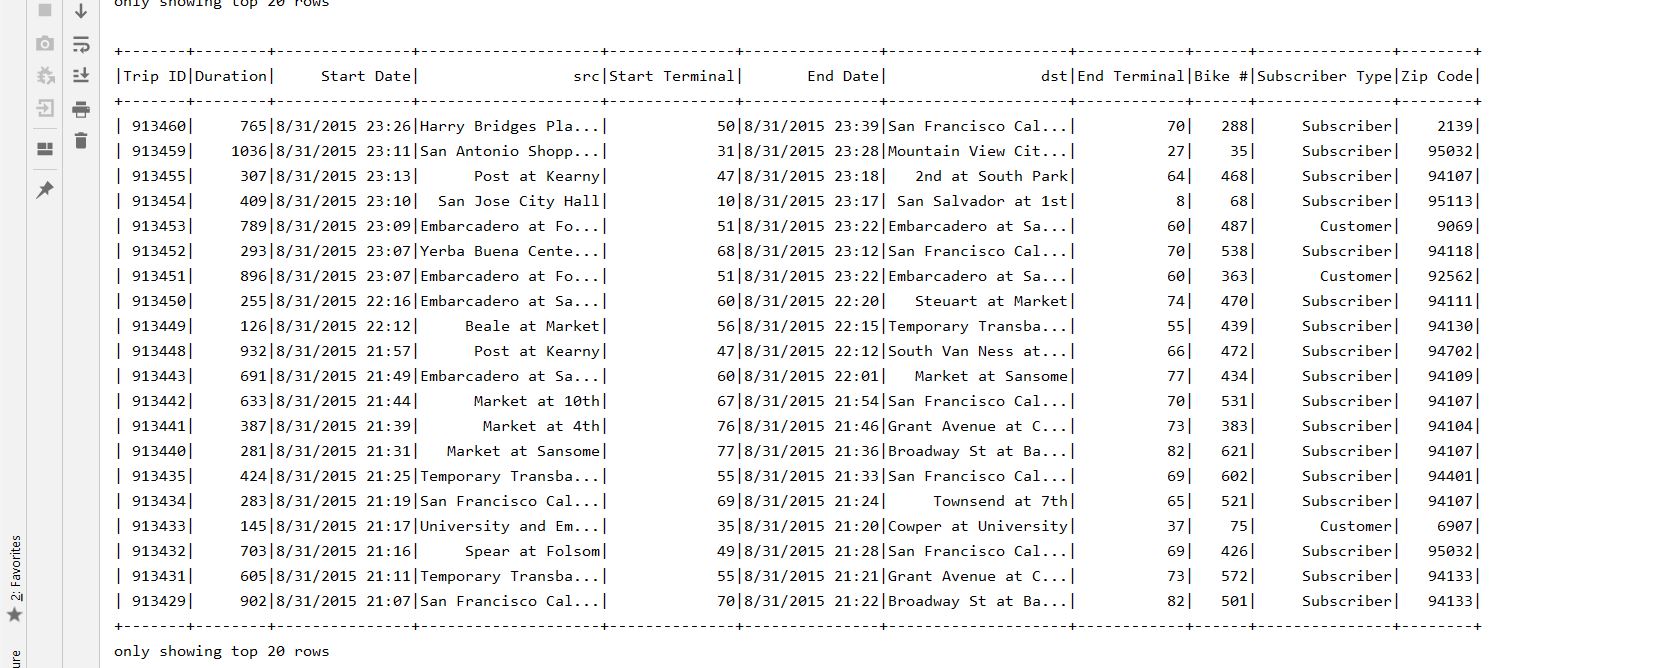 only showing top 20 rows
+-------+--------+---------------+--------------------+--------------+---------------+--------------------+------------+------+---------------+--------+
|Trip ID|Duration|     Start Date|                 src|Start Terminal|       End Date|                 dst|End Terminal|Bike #|Subscriber Type|Zip Code|
+-------+--------+---------------+--------------------+--------------+---------------+--------------------+------------+------+---------------+--------+
| 913460|     765|8/31/2015 23:26|Harry Bridges Pla...|            50|8/31/2015 23:39|San Francisco Cal...|          70|   288|     Subscriber|    2139|
| 913459|    1036|8/31/2015 23:11|San Antonio Shopp...|            31|8/31/2015 23:28|Mountain View Cit...|          27|    35|     Subscriber|   95032|
| 913455|     307|8/31/2015 23:13|      Post at Kearny|            47|8/31/2015 23:18|   2nd at South Park|          64|   468|     Subscriber|   94107|
| 913454|     409|8/31/2015 23:10|  San Jose City Hall|            10|8/31/2015 23:17| San Salvador at 1st|           8|    68|     Subscriber|   95113|
| 913453|     789|8/31/2015 23:09|Embarcadero at Fo...|            51|8/31/2015 23:22|Embarcadero at Sa...|          60|   487|       Customer|    9069|
| 913452|     293|8/31/2015 23:07|Yerba Buena Cente...|            68|8/31/2015 23:12|San Francisco Cal...|          70|   538|     Subscriber|   94118|
| 913451|     896|8/31/2015 23:07|Embarcadero at Fo...|            51|8/31/2015 23:22|Embarcadero at Sa...|          60|   363|       Customer|   92562|
| 913450|     255|8/31/2015 22:16|Embarcadero at Sa...|            60|8/31/2015 22:20|   Steuart at Market|          74|   470|     Subscriber|   94111|
| 913449|     126|8/31/2015 22:12|     Beale at Market|            56|8/31/2015 22:15|Temporary Transba...|          55|   439|     Subscriber|   94130|
| 913448|     932|8/31/2015 21:57|      Post at Kearny|            47|8/31/2015 22:12|South Van Ness at...|          66|   472|     Subscriber|   94702|
| 913443|     691|8/31/2015 21:49|Embarcadero at Sa...|            60|8/31/2015 22:01|   Market at Sansome|          77|   434|     Subscriber|   94109|
| 913442|     633|8/31/2015 21:44|      Market at 10th|            67|8/31/2015 21:54|San Francisco Cal...|          70|   531|     Subscriber|   94107|
| 913441|     387|8/31/2015 21:39|       Market at 4th|            76|8/31/2015 21:46|Grant Avenue at C...|          73|   383|     Subscriber|   94104|
| 913440|     281|8/31/2015 21:31|   Market at Sansome|            77|8/31/2015 21:36|Broadway St at Ba...|          82|   621|     Subscriber|   94107|
| 913435|     424|8/31/2015 21:25|Temporary Transba...|            55|8/31/2015 21:33|San Francisco Cal...|          69|   602|     Subscriber|   94401|
| 913434|     283|8/31/2015 21:19|San Francisco Cal...|            69|8/31/2015 21:24|     Townsend at 7th|          65|   521|     Subscriber|   94107|
| 913433|     145|8/31/2015 21:17|University and Em...|            35|8/31/2015 21:20|Cowper at University|          37|    75|       Customer|    6907|
| 913432|     703|8/31/2015 21:16|     Spear at Folsom|            49|8/31/2015 21:28|San Francisco Cal...|          69|   426|     Subscriber|   95032|
| 913431|     605|8/31/2015 21:11|Temporary Transba...|            55|8/31/2015 21:21|Grant Avenue at C...|          73|   572|     Subscriber|   94133|
| 913429|     902|8/31/2015 21:07|San Francisco Cal...|            70|8/31/2015 21:22|Broadway St at Ba...|          82|   501|     Subscriber|   94133|
+-------+--------+---------------+--------------------+--------------+---------------+--------------------+------------+------+---------------+--------+
only showing top 20 rows
2: Favorites
ure